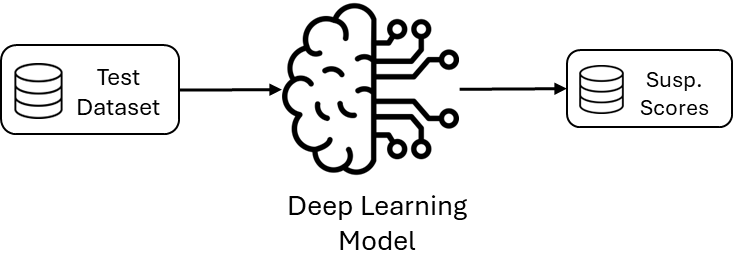 Test
Dataset
Susp.
Scores
Deep Learning
Model